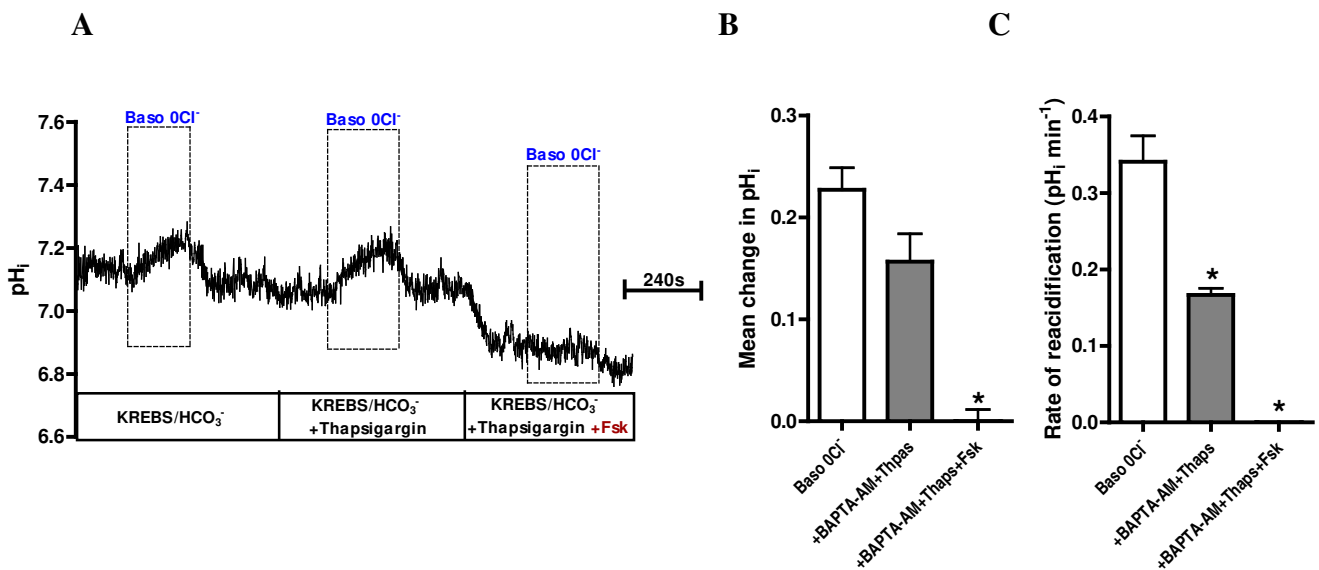 A
B
C
Baso 0Cl⁻
Baso 0Cl⁻
Baso 0Cl⁻
7.6
7.4
7.2
7.0
6.8
6.6
pHᵢ
240s
KREBS/HCO₃⁻
KREBS/HCO₃⁻
+Thapsigargin
KREBS/HCO₃⁻
+Thapsigargin +Fsk
Mean change in pHᵢ
0.3
0.2
0.1
0.0
*
Baso 0Cl⁻
+BAPTA-AM+Thpas
+BAPTA-AM+Thaps+Fsk
Rate of reacidification (pHᵢ min⁻¹)
0.4
0.3
0.2
0.1
0.0
*
*
Baso 0Cl⁻
+BAPTA-AM+Thaps
+BAPTA-AM+Thaps+Fsk